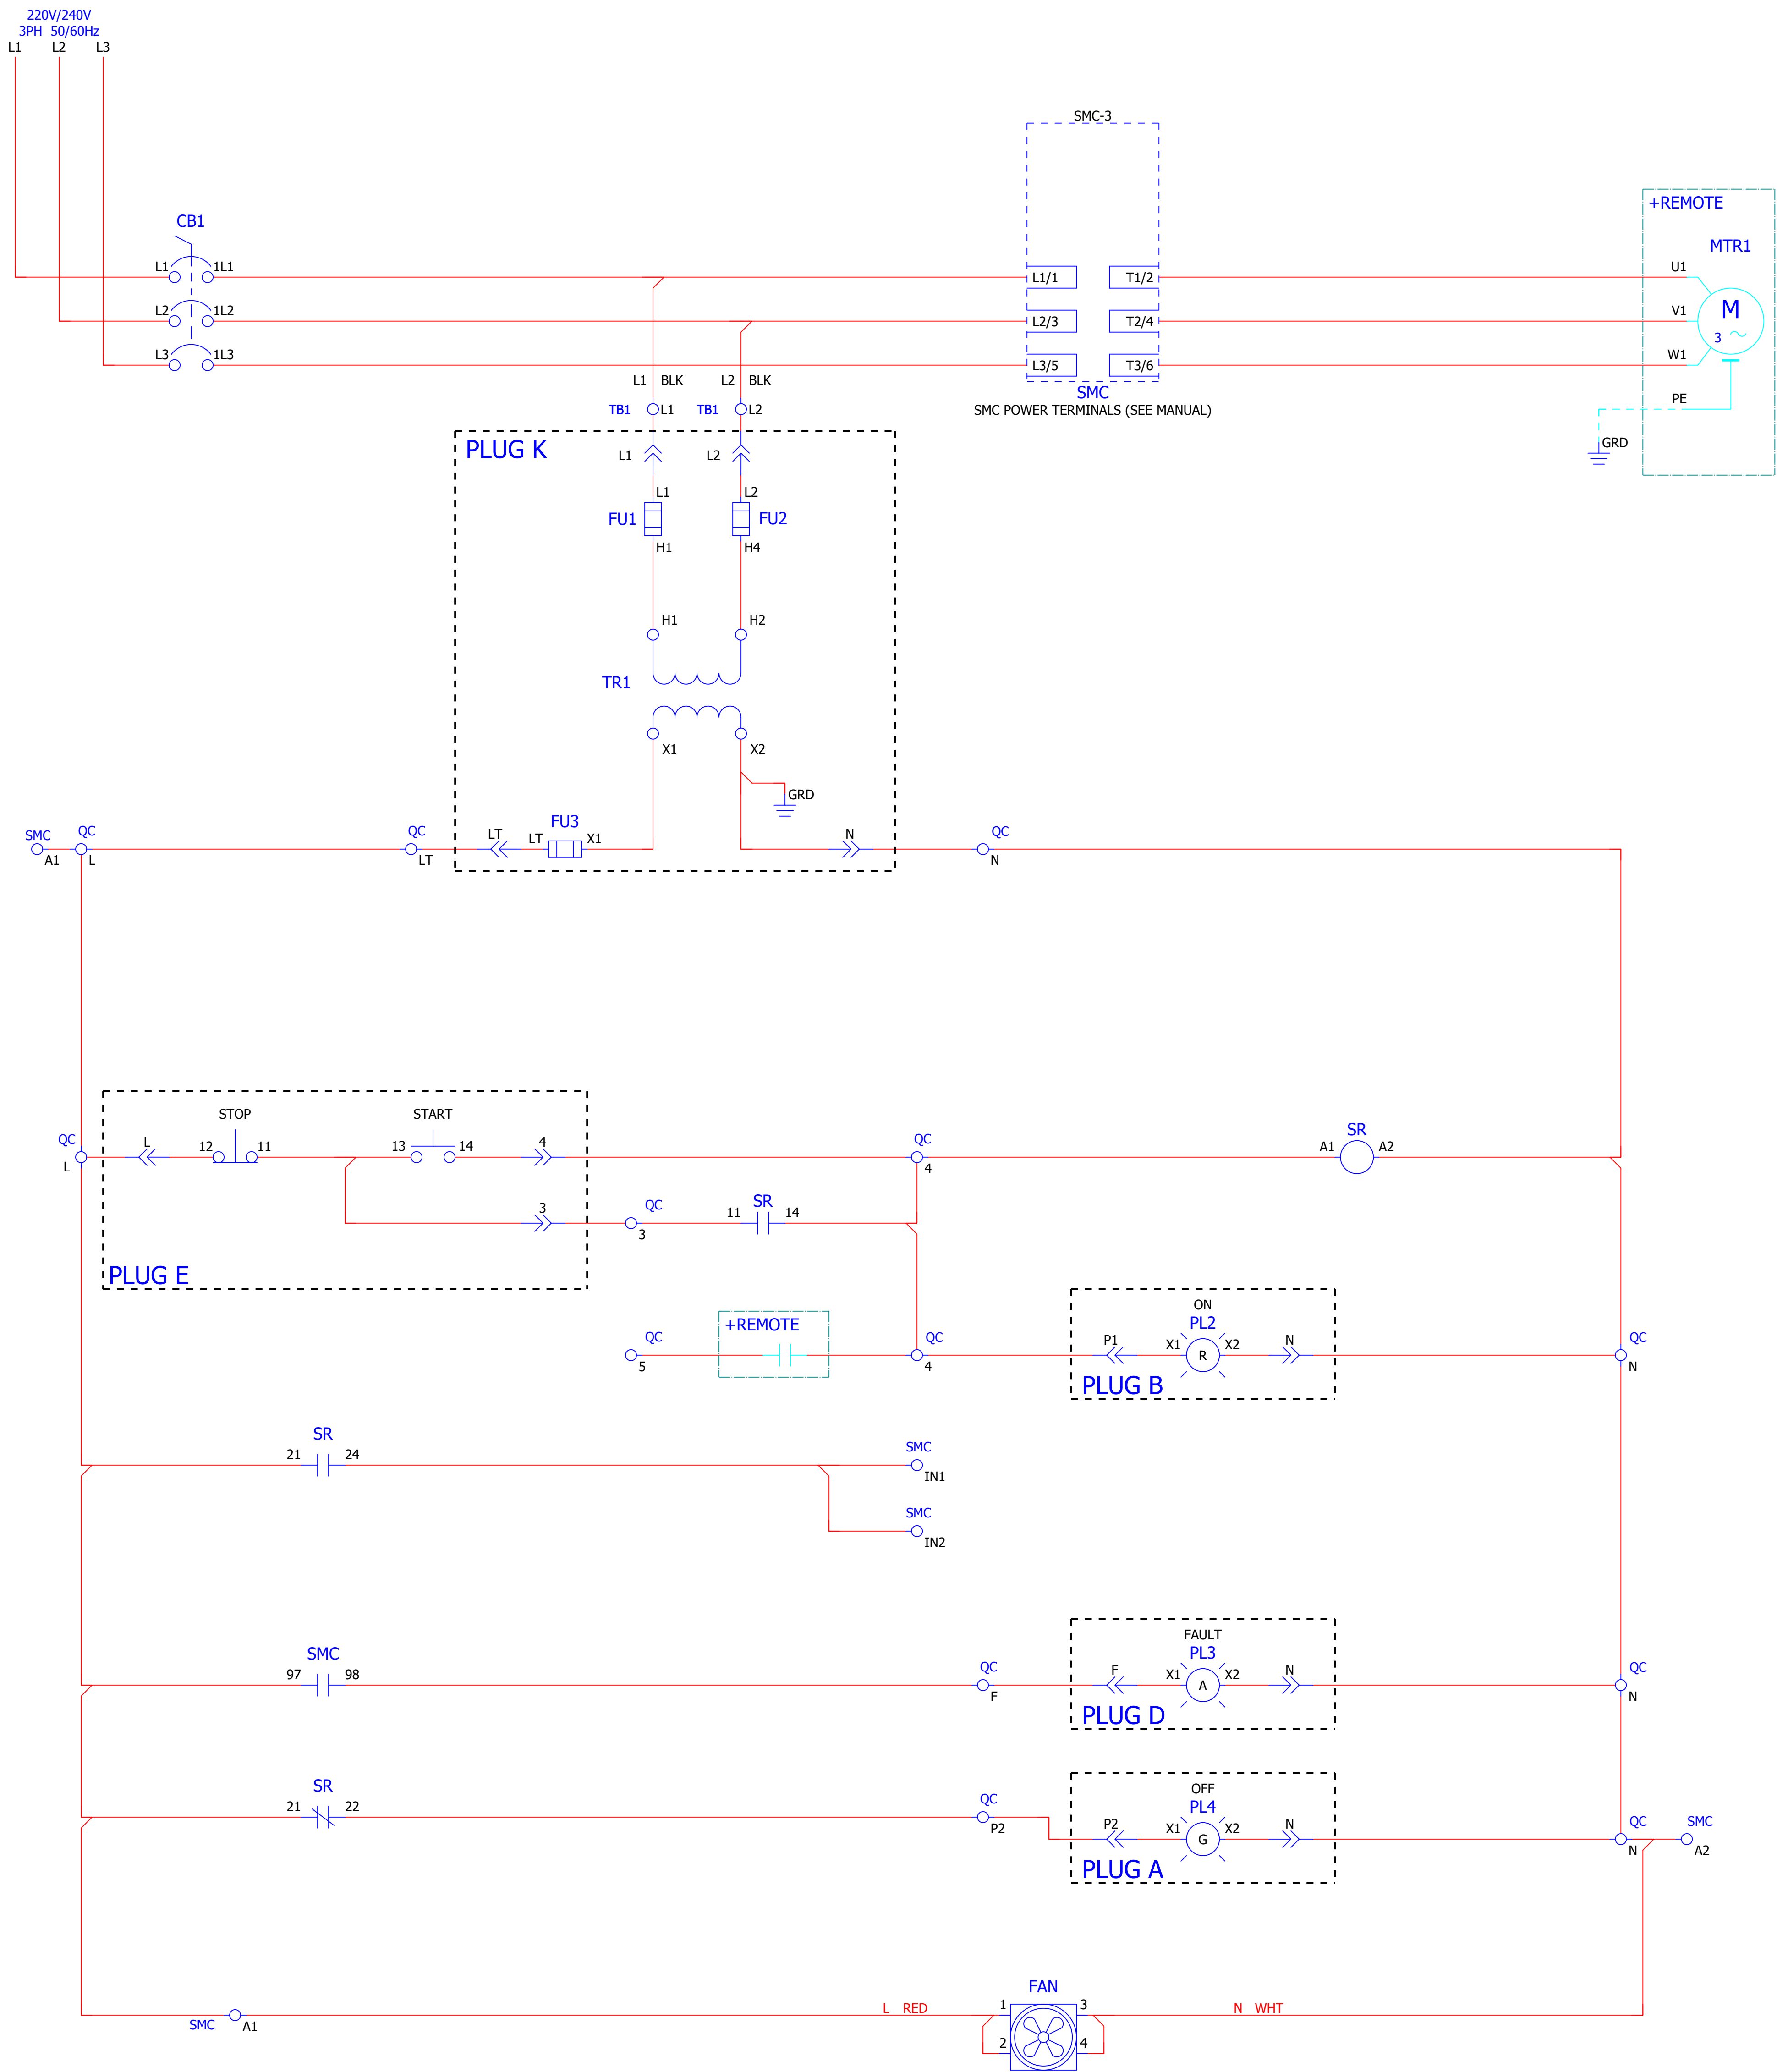 220V/240V
3PH 50/60Hz
L1 L2 L3
SMC-3
+REMOTE
CB1
MTR1
L1 1L1 L1/1 T1/2 U1
M
L2 1L2 L2/3 T2/4 V1
3
L3 1L3 L3/5 T3/6 W1
L1 BLK L2 BLK
SMC
PE
TB1 L1 TB1 L2
SMC POWER TERMINALS (SEE MANUAL)
GRD
PLUG K
L1 L2
L1 L2
FU1 FU2
H1 H4
H1 H2
TR1
X1 X2
GRD
FU3
SMC QC QC LT LT X1 N QC
A1 L LT N
STOP START
QC L 12 11 13 14 4 QC A1 SR A2
L 4
3 QC 11 SR 14
3
PLUG E
ON
+REMOTE PL2
QC QC P1 X1 X2 N QC
R
5 4 N
PLUG B
SR SMC
21 24
IN1
SMC
IN2
FAULT
SMC PL3
97 98 QC F X1 X2 N QC
A
F N
PLUG D
SR OFF
21 22 QC PL4
P2 P2 X1 X2 N QC SMC
G
N A2
PLUG A
FAN
L RED 1 3 N WHT
SMC A1
2 4